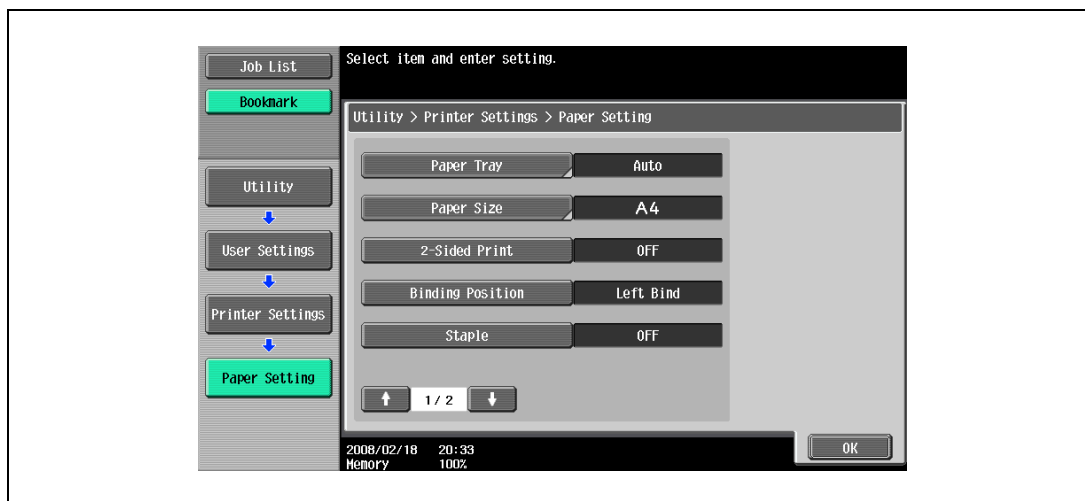 Job List
Bookmark
Utility
User Settings
Printer Settings
Paper Setting
Select item and enter setting.
Utility > Printer Settings > Paper Setting
Paper Tray Auto
Paper Size A4
2-Sided Print OFF
Binding Position Left Bind
Staple OFF
1/ 2
2008/02/18 20:33
Memory 100%
OK